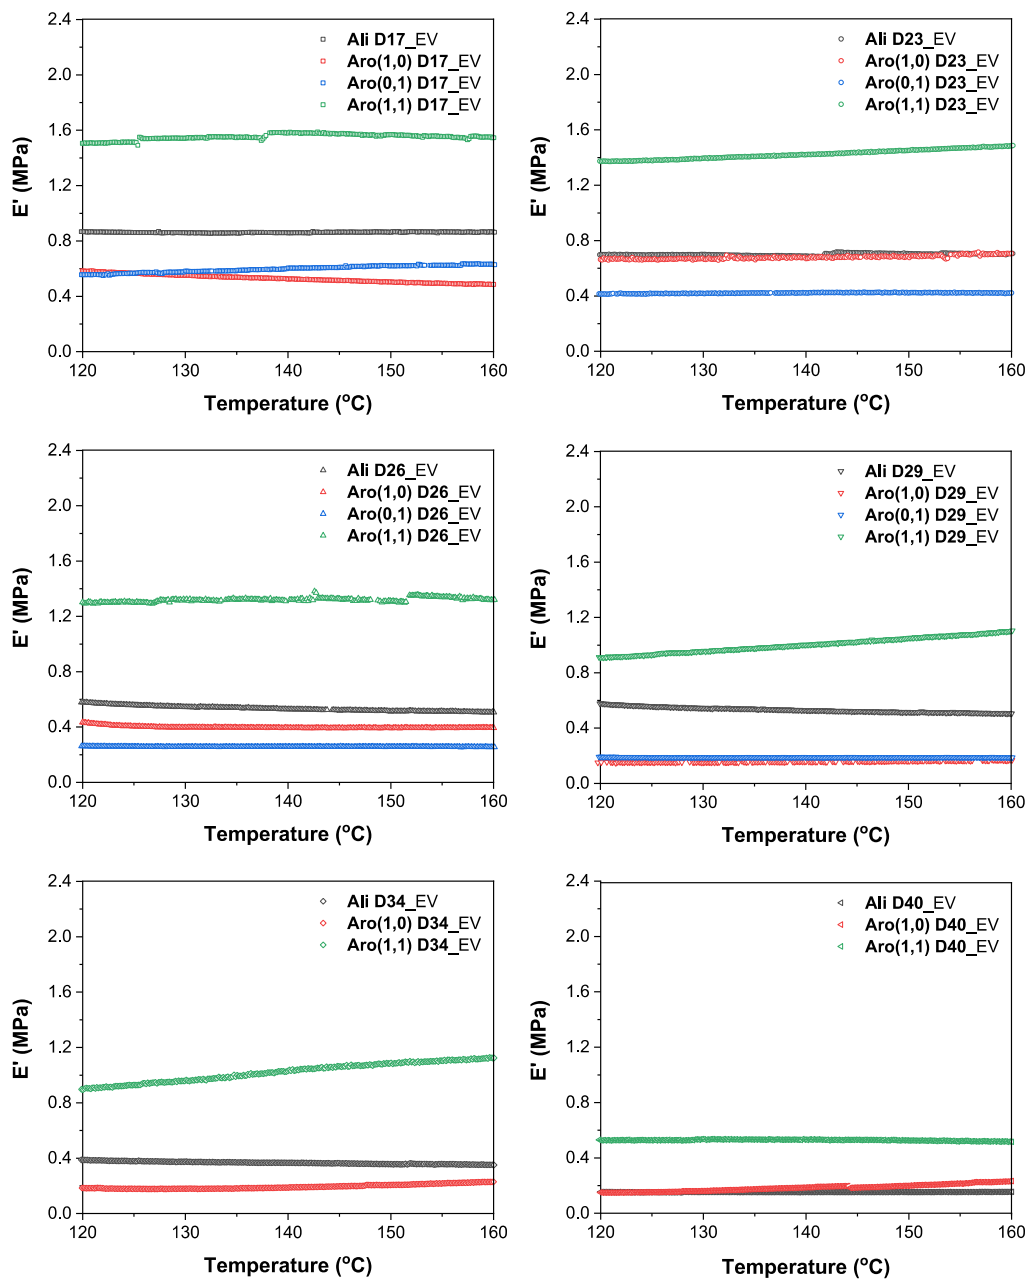 2.4
2.0
1.6
1.2
0.8
0.4
0.0
E' (MPa)
Ali D17_EV
Aro(1,0) D17_EV
Aro(0,1) D17_EV
Aro(1,1) D17_EV
120 130 140 150 160
Temperature (°C)
2.4
2.0
1.6
1.2
0.8
0.4
0.0
E' (MPa)
Ali D23_EV
Aro(1,0) D23_EV
Aro(0,1) D23_EV
Aro(1,1) D23_EV
120 130 140 150 160
Temperature (°C)
2.4
2.0
1.6
1.2
0.8
0.4
0.0
E' (MPa)
Ali D26_EV
Aro(1,0) D26_EV
Aro(0,1) D26_EV
Aro(1,1) D26_EV
120 130 140 150 160
Temperature (°C)
2.4
2.0
1.6
1.2
0.8
0.4
0.0
E' (MPa)
Ali D29_EV
Aro(1,0) D29_EV
Aro(0,1) D29_EV
Aro(1,1) D29_EV
120 130 140 150 160
Temperature (°C)
2.4
2.0
1.6
1.2
0.8
0.4
0.0
E' (MPa)
Ali D34_EV
Aro(1,0) D34_EV
Aro(1,1) D34_EV
120 130 140 150 160
Temperature (°C)
2.4
2.0
1.6
1.2
0.8
0.4
0.0
E' (MPa)
Ali D40_EV
Aro(1,0) D40_EV
Aro(1,1) D40_EV
120 130 140 150 160
Temperature (°C)